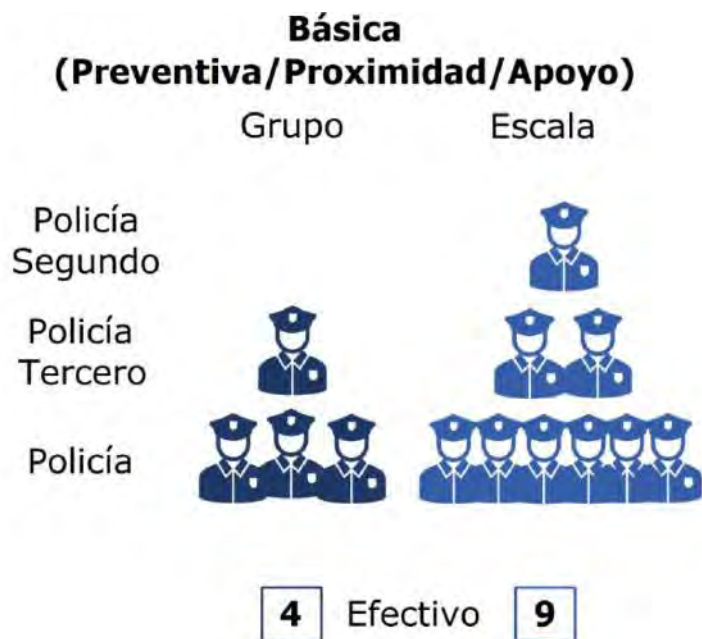 Básica
(Preventiva/Proximidad/Apoyo)
Grupo Escala
Policía
Segundo
Policía
Tercero
Policía
4 Efectivo 9